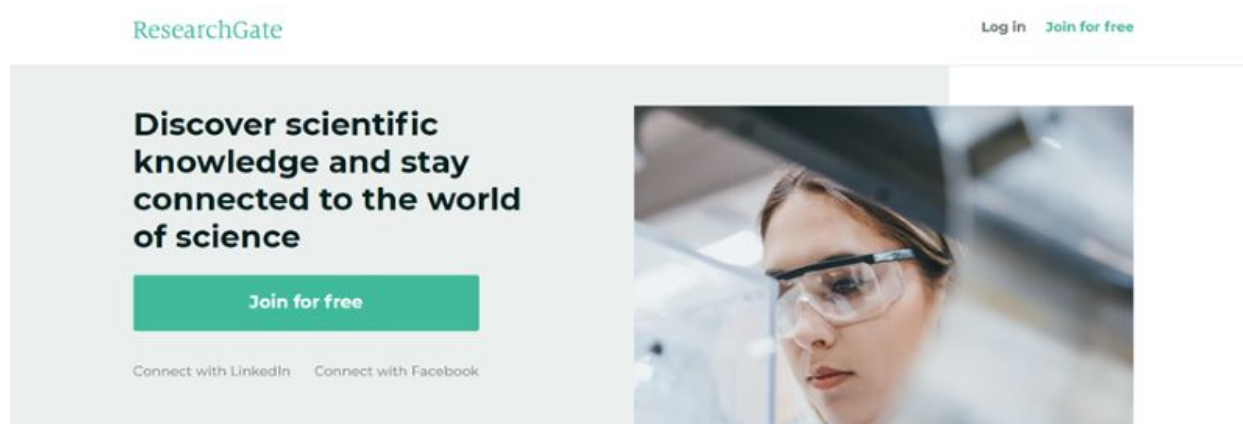 ResearchGate
Log in
Join for free
Discover scientific
knowledge and stay
connected to the world
of science
Join for free
Connect with LinkedIn
Connect with Facebook